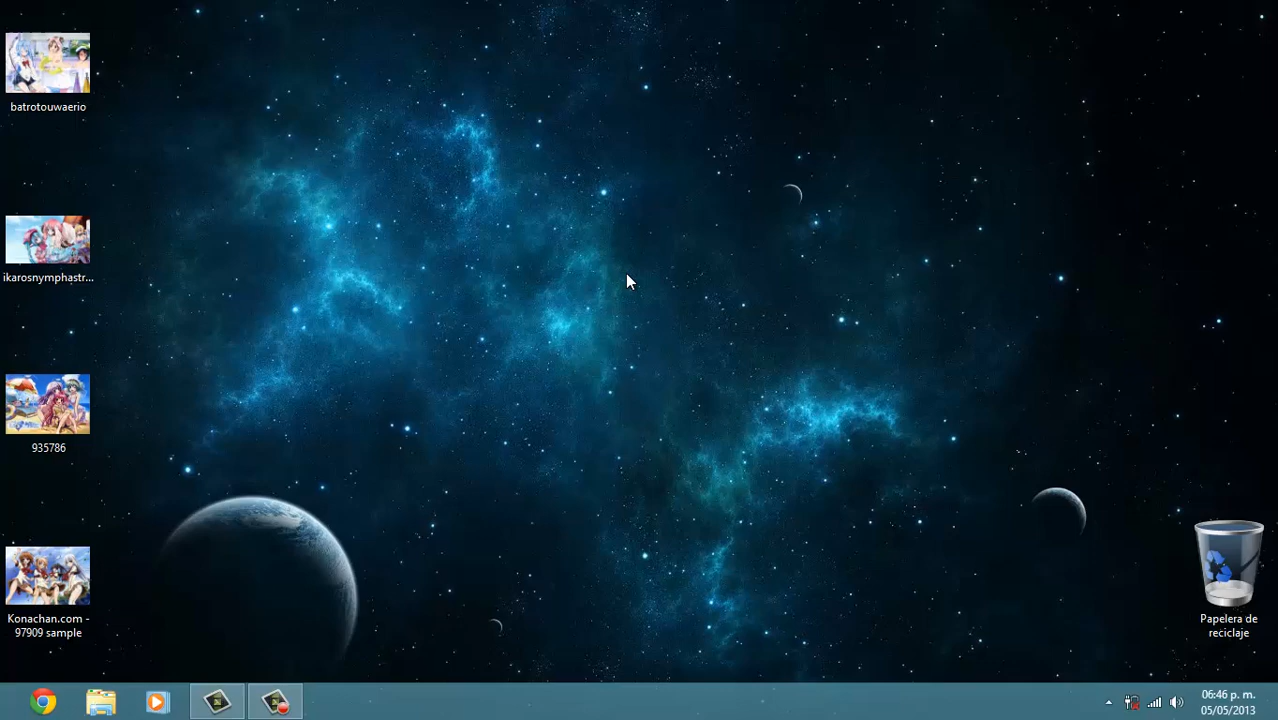 batrotouwaerio
ikarosnymphastr...
935786
Konachan.com -
97909 sample
Papelera de
reciclaje
06:46 p. m.
05/05/2013